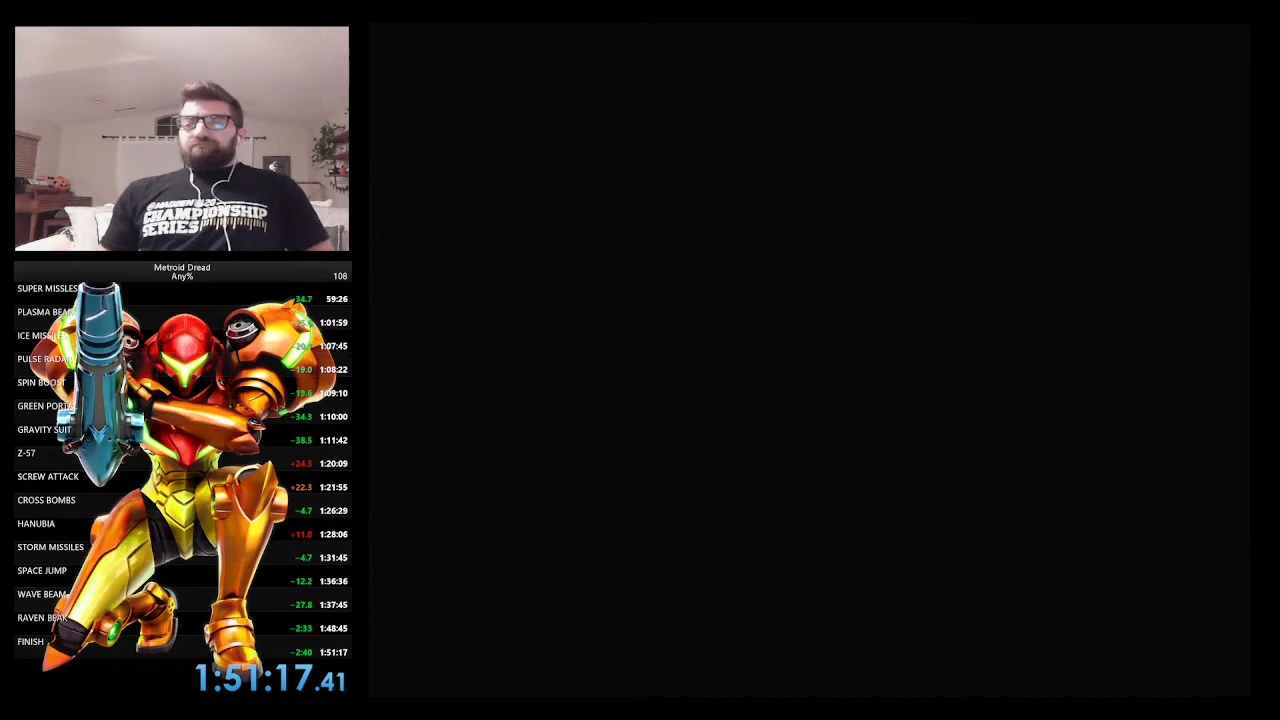 MADDEN 20
CHAMPIONSHIP
SERIES
Metroid Dread
Any%
108
SUPER MISSLES -34.7 59:26
PLASMA BEAM 1:01:59
ICE MISSILES 1:07:45
PULSE RADAR -19.0 1:08:22
SPIN BOOST 1:09:10
GREEN PORTAL -34.3 1:10:00
GRAVITY SUIT -38.5 1:11:42
Z-57 +24.3 1:20:09
SCREW ATTACK +22.3 1:21:55
CROSS BOMBS -4.7 1:26:29
HANUBIA +11.0 1:28:06
STORM MISSILES -4.7 1:31:45
SPACE JUMP -12.2 1:36:36
WAVE BEAM -27.8 1:37:45
RAVEN BEAK -2:33 1:48:45
FINISH -2:40 1:51:17
1:51:17.41